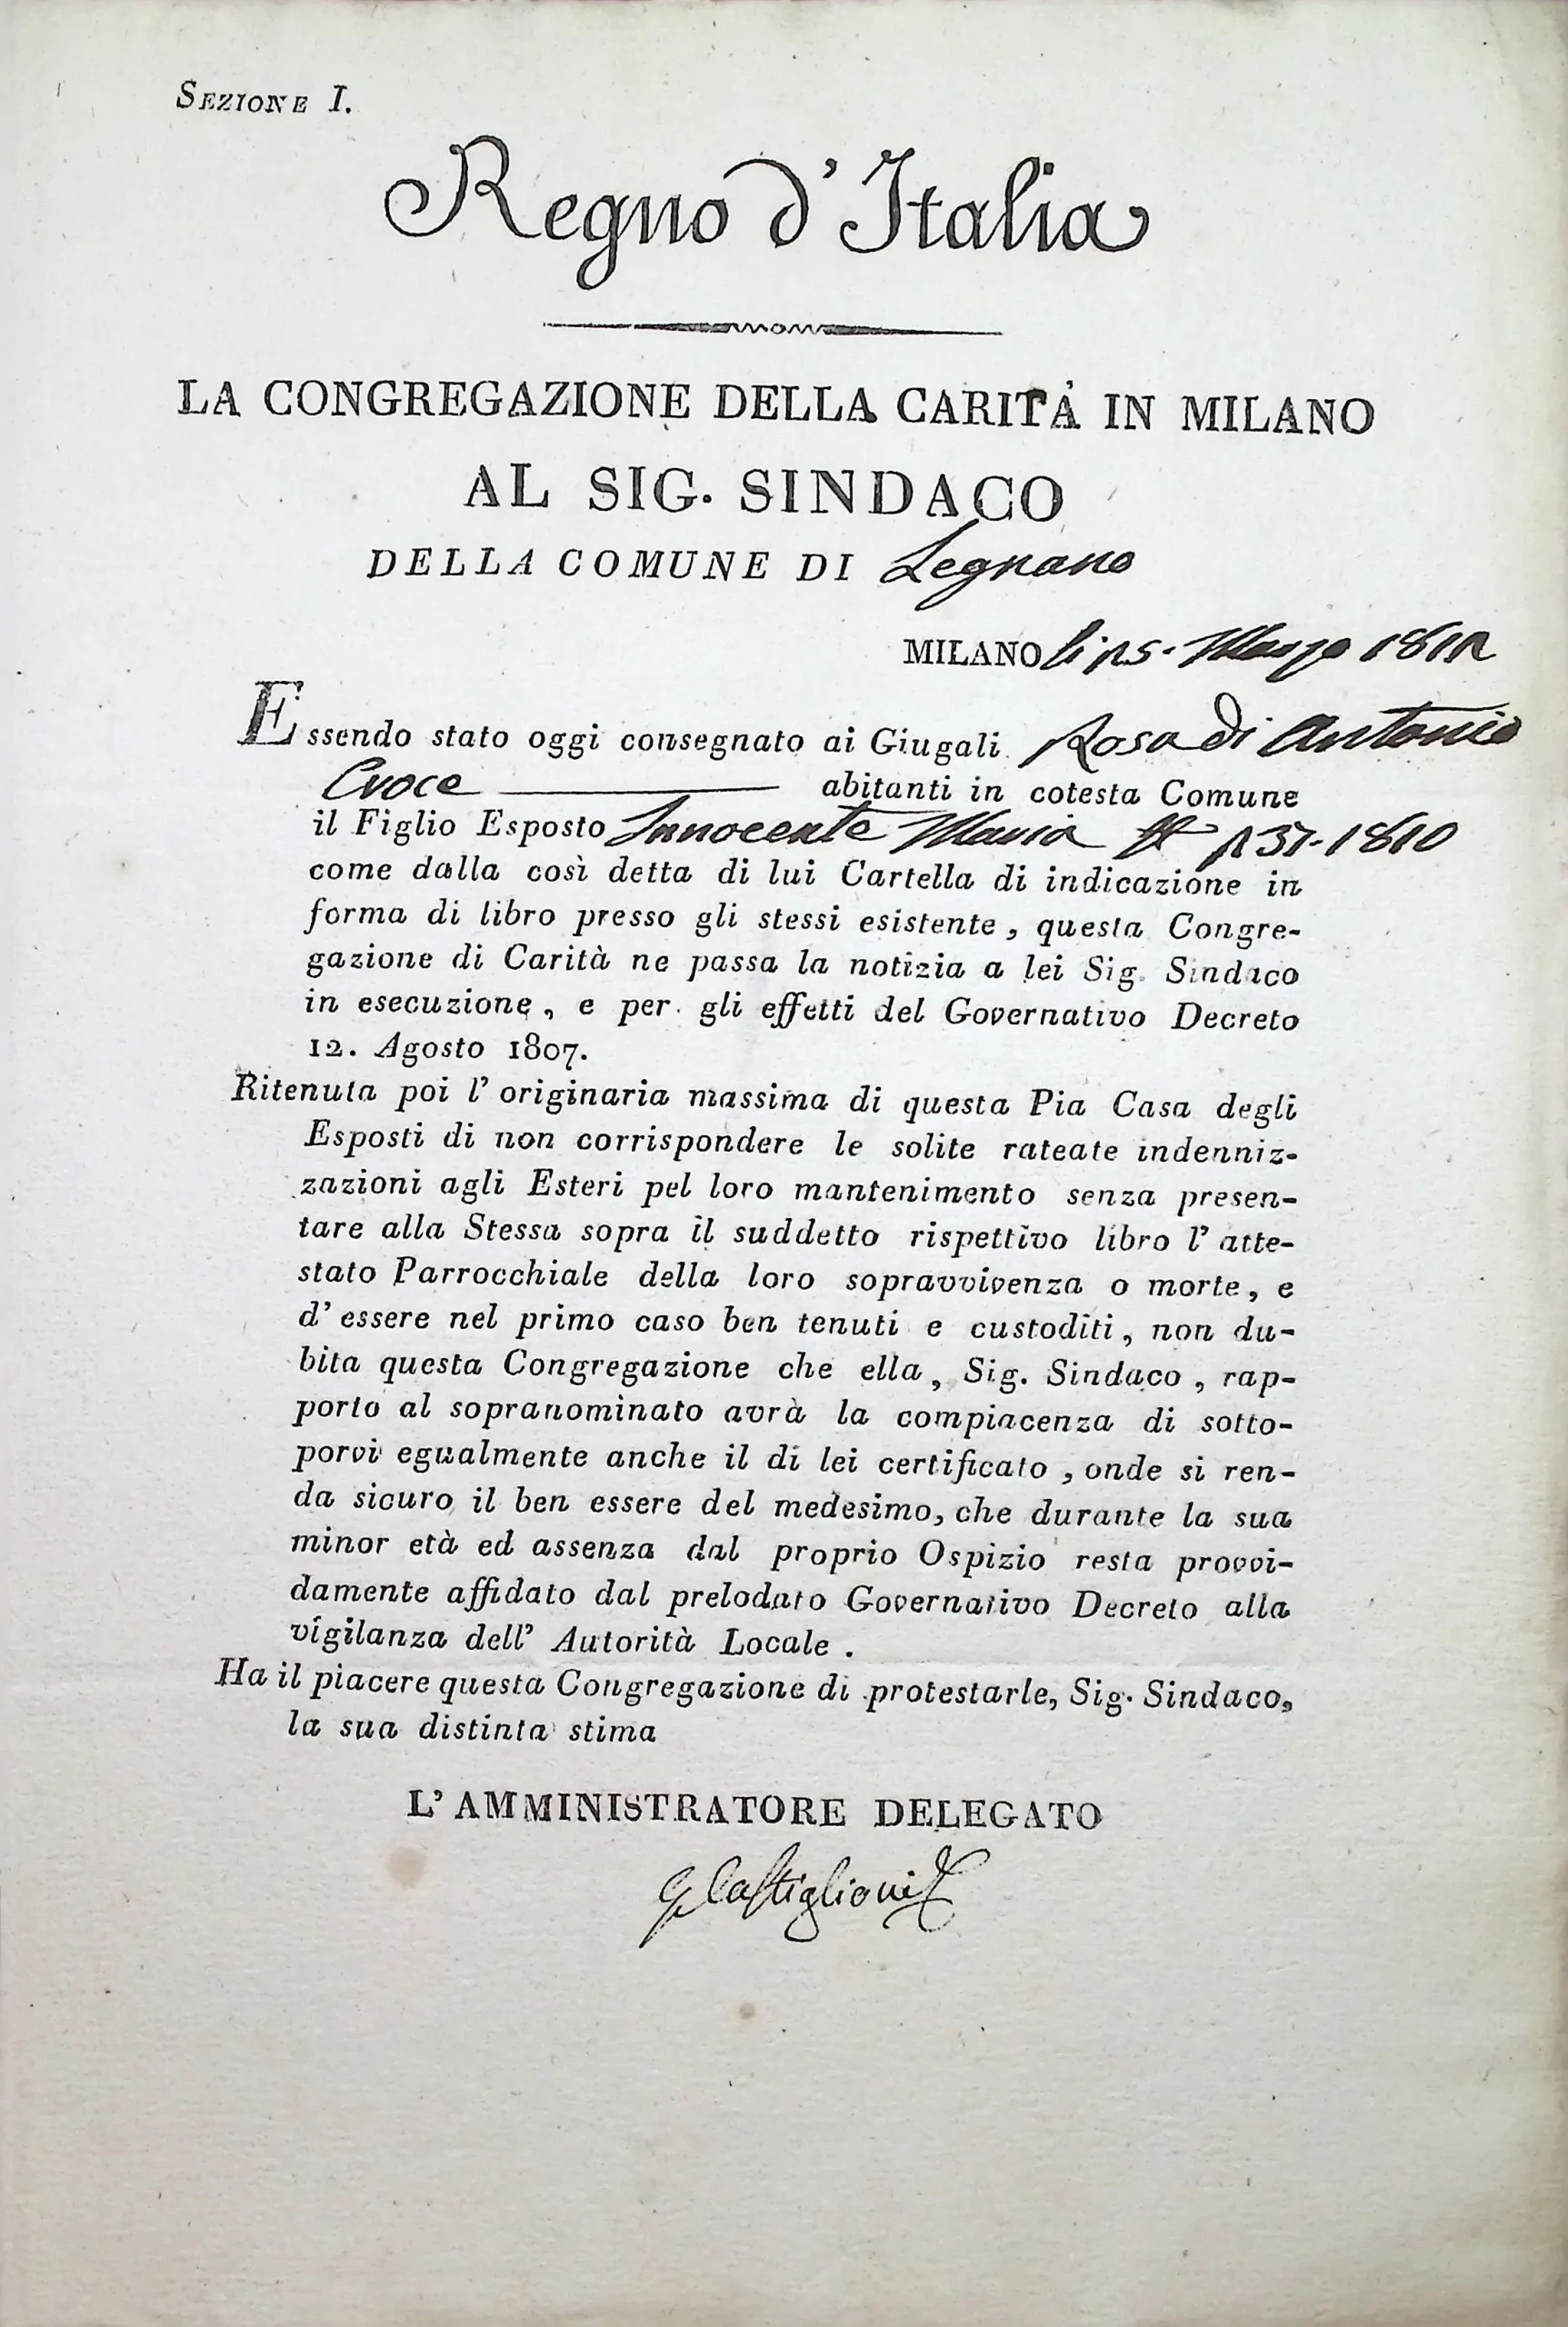 SEZIONE I.
Regno d'Italia
LA CONGREGAZIONE DELLA CARITÀ IN MILANO
AL SIG. SINDACO
DELLA COMUNE DI Legnano
MILANO li 25. Marzo 1812
Essendo stato oggi consegnato ai Giugali Rosa di Antonio
Croce abitanti in cotesta Comune
il Figlio Esposto Innocente Maria 237-1810
come dalla così detta di lui Cartella di indicazione in
forma di libro presso gli stessi esistente, questa Congre-
gazione di Carità ne passa la notizia a lei Sig. Sindaco
in esecuzione, e per gli effetti del Governativo Decreto
12. Agosto 1807.
Ritenuta poi l'originaria massima di questa Pia Casa degli
Esposti di non corrispondere le solite rateate indenniz-
zazioni agli Esteri pel loro mantenimento senza presen-
tare alla Stessa sopra il suddetto rispettivo libro l'atte-
stato Parrocchiale della loro sopravvivenza o morte, e
d'essere nel primo caso ben tenuti e custoditi, non du-
bita questa Congregazione che ella, Sig. Sindaco, rap-
porto al sopranominato avrà la compiacenza di sotto-
porvi egualmente anche il di lei certificato, onde si ren-
da sicuro il ben essere del medesimo, che durante la sua
minor età ed assenza dal proprio Ospizio resta provvi-
damente affidato dal prelodato Governativo Decreto alla
vigilanza dell' Autorità Locale.
Ha il piacere questa Congregazione di protestarle, Sig. Sindaco,
la sua distinta stima
L'AMMINISTRATORE DELEGATO
G Castiglioni